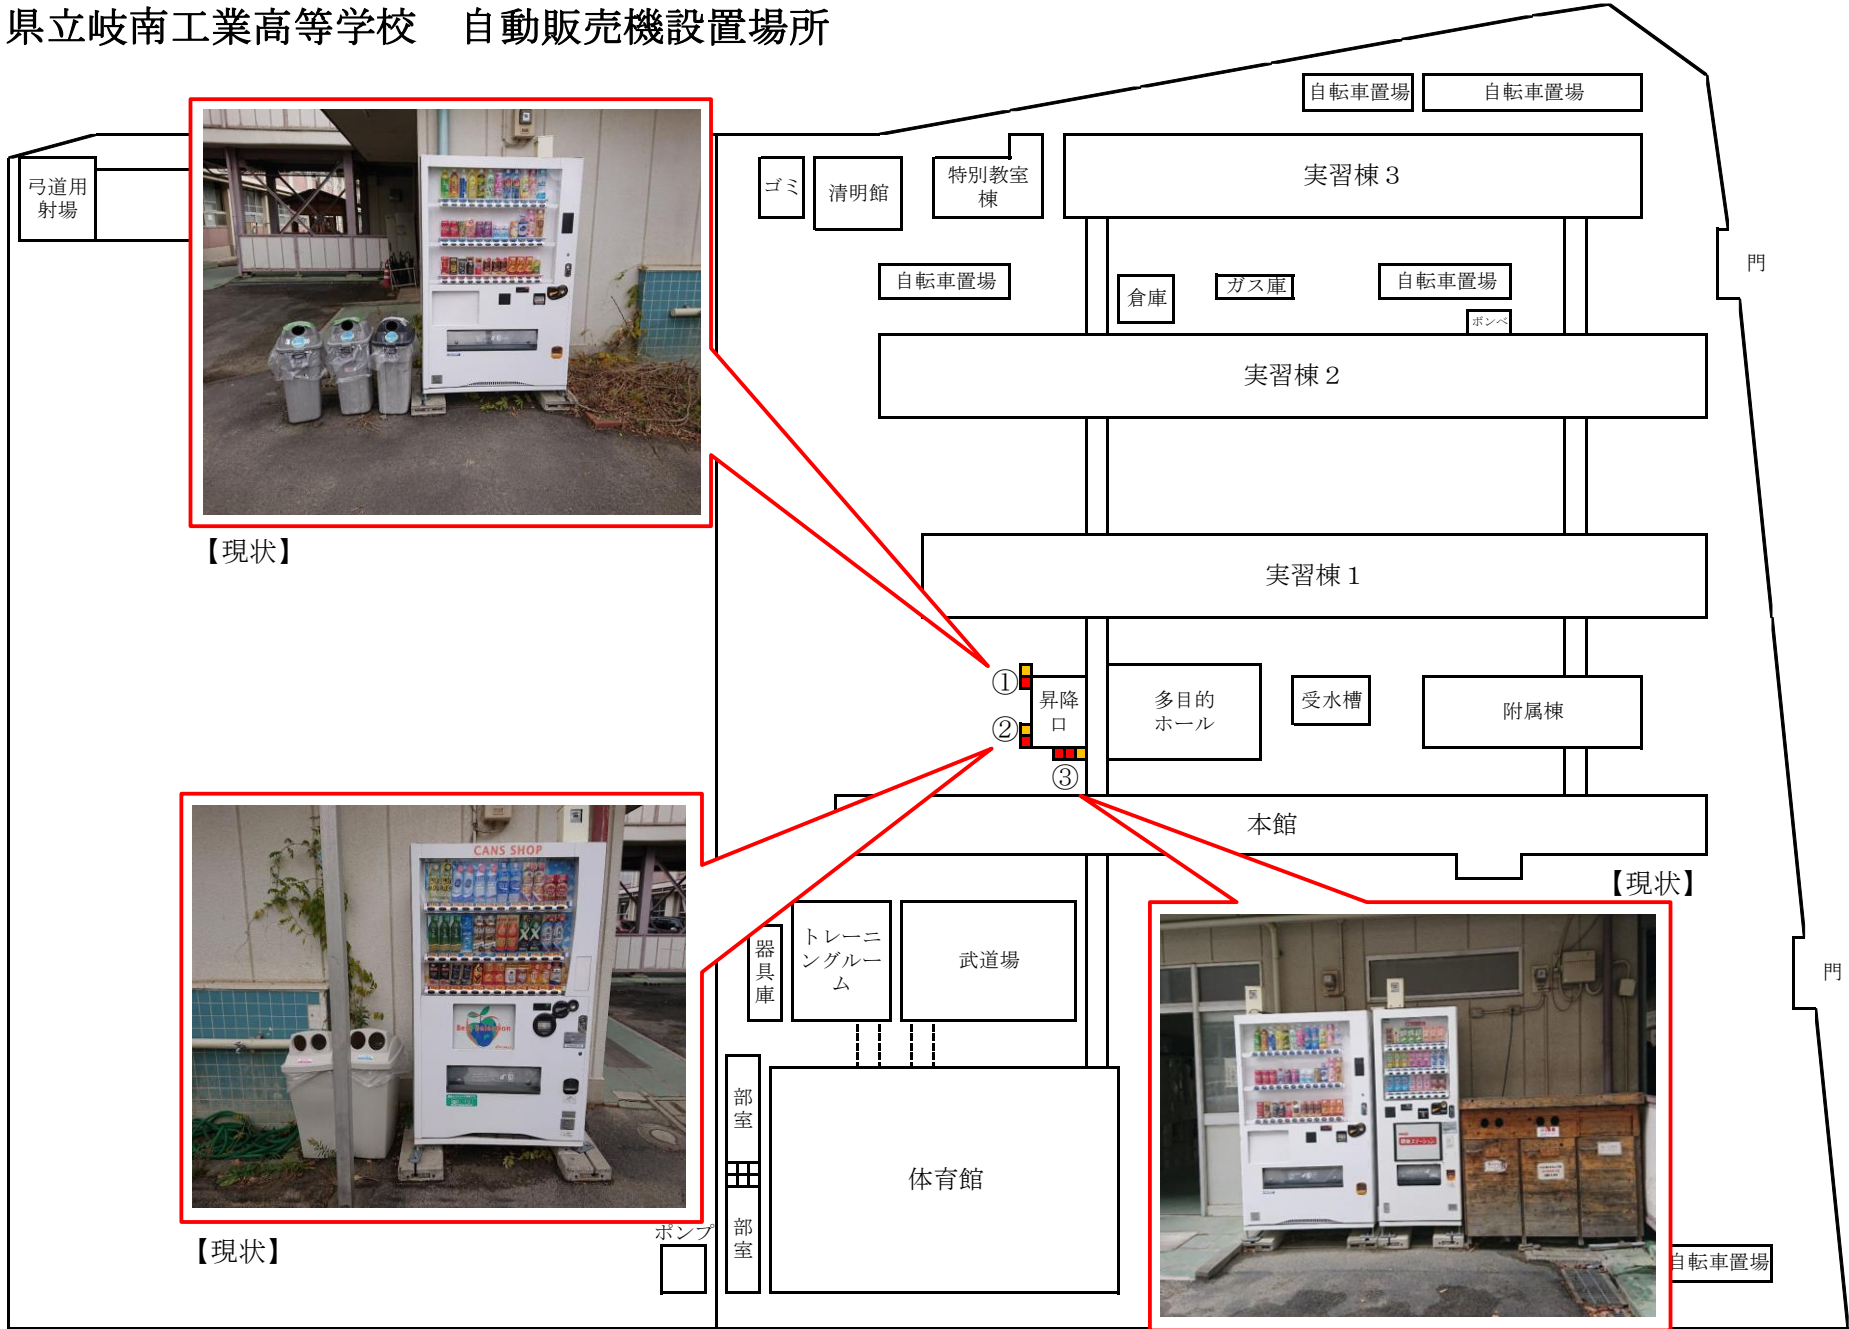 県立岐南工業高等学校　自動販売機設置場所
自転車置場
自転車置場
弓道用
射場
ゴミ
清明館
特別教室
棟
実習棟３
門
自転車置場
倉庫
ガス庫
自転車置場
ボンベ
実習棟２
【現状】
実習棟１
①
昇降
口
多目的
ホール
受水槽
附属棟
②
③
本館
【現状】
CANS SHOP
器
具
庫
トレーニ
ングルー
ム
武道場
門
部
室
体育館
部
室
ポンプ
【現状】
自転車置場